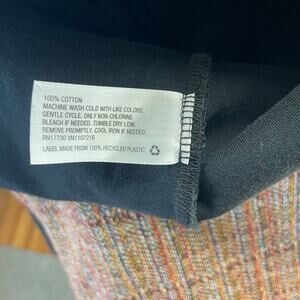 100% COTTON
MACHINE WASH COLD WITH LIKE COLORS.
GENTLE CYCLE. ONLY NON-CHLORINE
BLEACH IF NEEDED. TUMBLE DRY LOW.
REMOVE PROMPTLY. COOL IRON IF NEEDED.
RN17730 VN1107216
LABEL MADE FROM 100% RECYCLED PLASTIC